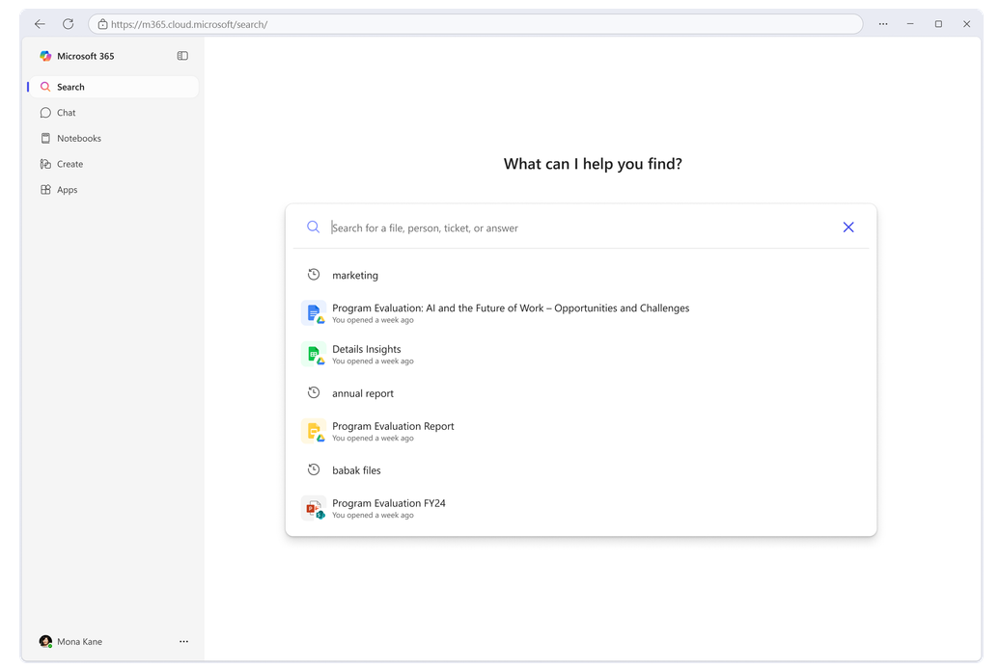 https://m365.cloud.microsoft/search/
Microsoft 365
Search
Chat
Notebooks
Create
Apps
What can I help you find?
Search for a file, person, ticket, or answer
marketing
Program Evaluation: AI and the Future of Work – Opportunities and Challenges
You opened a week ago
Details Insights
You opened a week ago
annual report
Program Evaluation Report
You opened a week ago
babak files
Program Evaluation FY24
You opened a week ago
Mona Kane